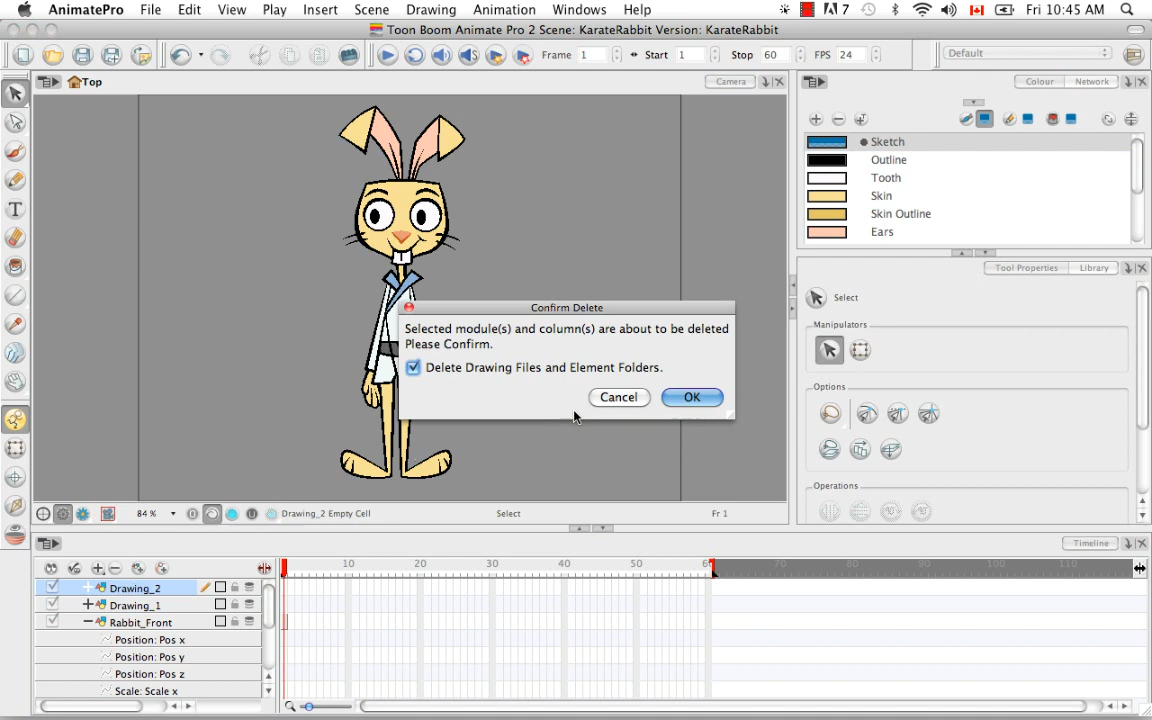 AnimatePro File Edit View Play Insert Scene Drawing Animation Windows Help 7 Fri 10:45 AM
Toon Boom Animate Pro 2 Scene: KarateRabbit Version: KarateRabbit
Frame 1 Start 1 Stop 60 FPS 24 Default
Top Camera Colour Network
Sketch
Outline
Tooth
Skin
Skin Outline
Ears
Tool Properties Library
Select
Manipulators
Options
Operations
Confirm Delete
Selected module(s) and column(s) are about to be deleted
Please Confirm.
Delete Drawing Files and Element Folders.
Cancel OK
84 % Drawing_2 Empty Cell Select Fr 1
Timeline
10 20 30 40 50 60 70 80 90 100 110
Drawing_2
Drawing_1
Rabbit_Front
Position: Pos x
Position: Pos y
Position: Pos z
Scale: Scale x